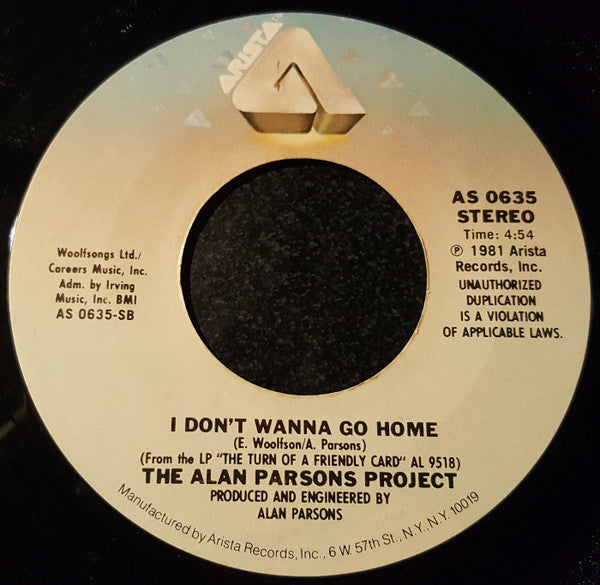 ARISTA
AS 0635
STEREO
Time: 4:54
℗ 1981 Arista
Records, Inc.
UNAUTHORIZED
DUPLICATION
IS A VIOLATION
OF APPLICABLE LAWS.
Woolfsongs Ltd./
Careers Music, Inc.
Adm. by Irving
Music, Inc. BMI
AS 0635-SB
I DON'T WANNA GO HOME
(E. Woolfson/A. Parsons)
(From the LP "THE TURN OF A FRIENDLY CARD" AL 9518)
THE ALAN PARSONS PROJECT
PRODUCED AND ENGINEERED BY
ALAN PARSONS
Manufactured by Arista Records, Inc., 6 W. 57th St., N.Y., N.Y. 10019